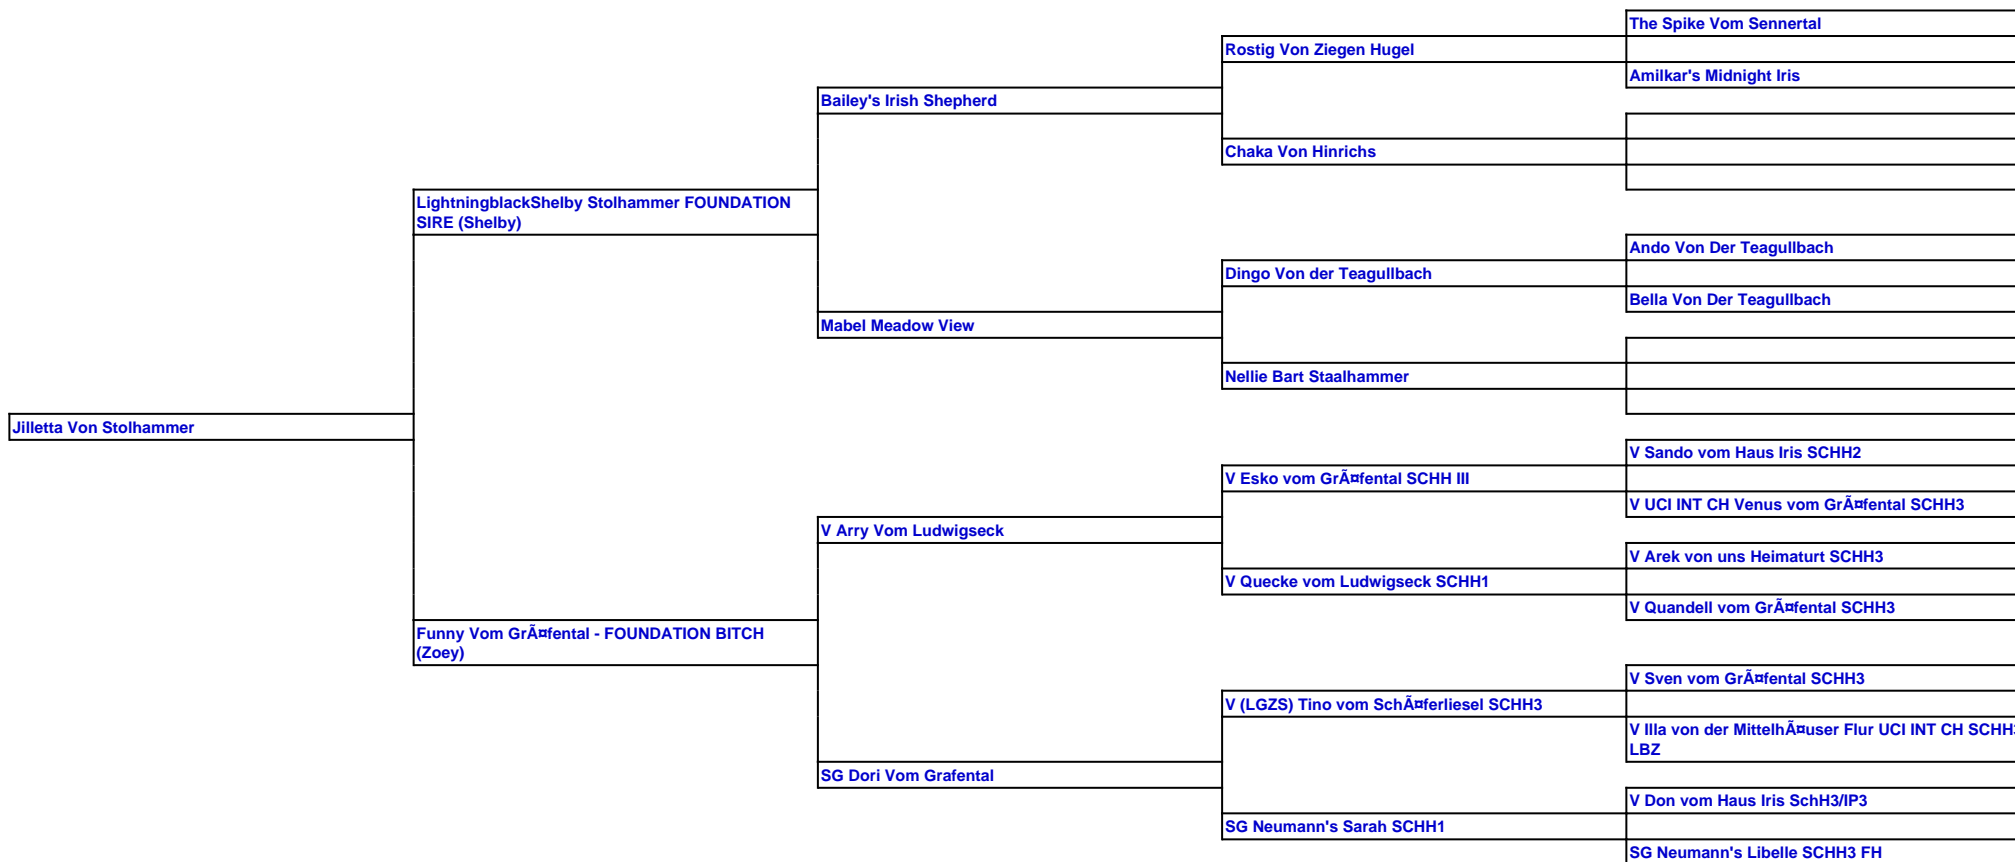 The Spike Vom Sennertal
Rostig Von Ziegen Hugel
Amilkar's Midnight Iris
Bailey's Irish Shepherd
Chaka Von Hinrichs
LightningblackShelby Stolhammer FOUNDATION
SIRE (Shelby)
Ando Von Der Teagullbach
Dingo Von der Teagullbach
Bella Von Der Teagullbach
Mabel Meadow View
Nellie Bart Staalhammer
Jilletta Von Stolhammer
V Sando vom Haus Iris SCHH2
V Esko vom GrÃ¤fental SCHH III
V UCI INT CH Venus vom GrÃ¤fental SCHH3
V Arry Vom Ludwigseck
V Arek von uns Heimaturt SCHH3
V Quecke vom Ludwigseck SCHH1
V Quandell vom GrÃ¤fental SCHH3
Funny Vom GrÃ¤fental - FOUNDATION BITCH
(Zoey)
V Sven vom GrÃ¤fental SCHH3
V (LGZS) Tino vom SchÃ¤ferliesel SCHH3
V Illa von der MittelhÃ¤user Flur UCI INT CH SCHH3
LBZ
SG Dori Vom Grafental
V Don vom Haus Iris SchH3/IP3
SG Neumann's Sarah SCHH1
SG Neumann's Libelle SCHH3 FH